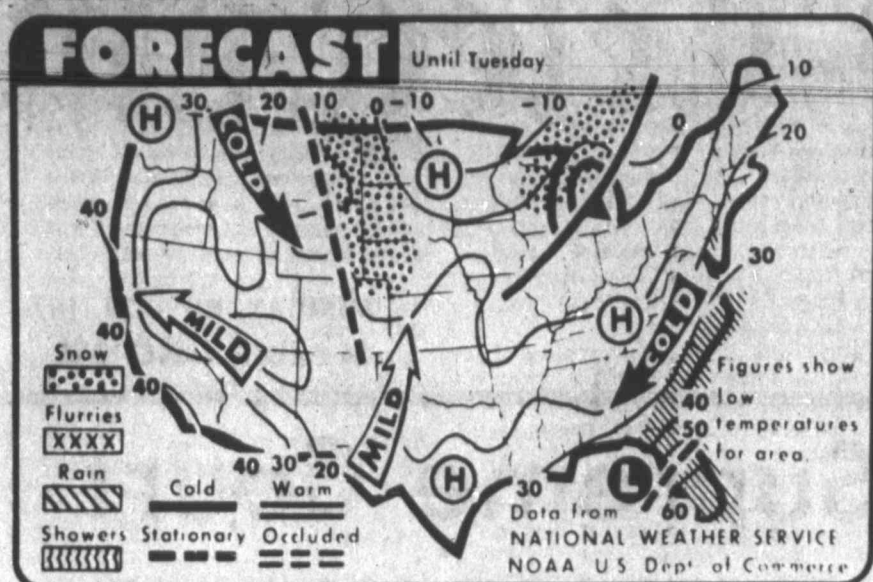 FORECAST Until Tuesday
H 30 20 10 0 -10 -10 0 10
20
COLD
H
40
30
40
MILD
H
COLD
Snow
40
MILD
Figures show
low
40
temperatures
50
for area.
Flurries
XXXX
Rain
40 30 20
H
30
L
60
Cold Warm
Showers Stationary Occluded
Data from
NATIONAL WEATHER SERVICE
NOAA US Dept of Commerce